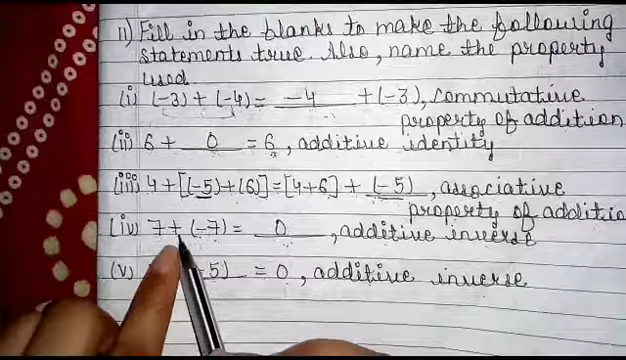 11) Fill in the blanks to make the following
statements true. Also, name the property
used
(i) (-3) + (-4) = -4 + (-3), commutative
property of addition
(ii) 6 + 0 = 6, additive identity
(iii) 4 + [(-5) + (6)] = [4+6] + (-5), associative
property of additio
(iv) 7 + (-7) = 0, additive inverse
(v) -5) = 0, additive inverse